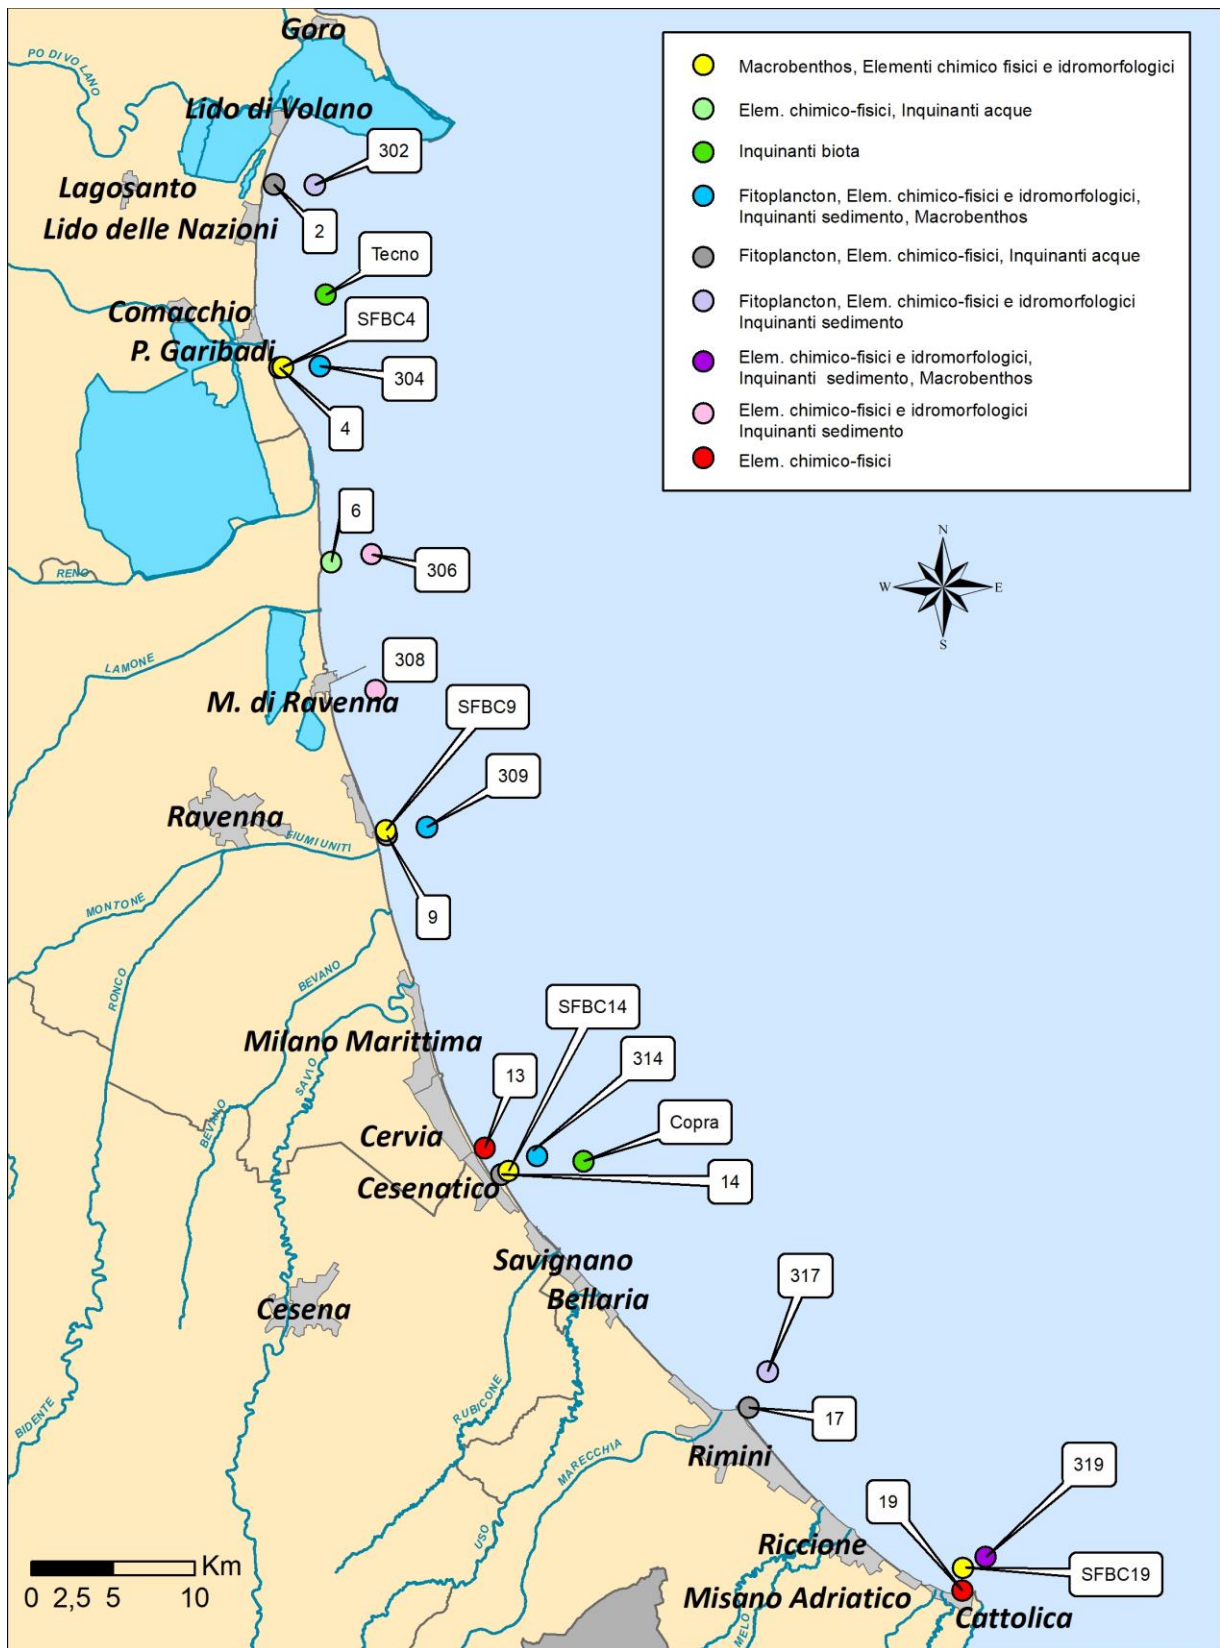 Goro
PO DI VOLANO
Lido di Volano
302
Lagosanto
Lido delle Nazioni
2
Tecno
Comacchio
SFBC4
P. Garibadi
304
4
6
RENO
306
LAMONE
308
M. di Ravenna
SFBC9
309
Ravenna
FIUMI UNITI
MONTONE
9
RONCO
BEVANO
SFBC14
Milano Marittima
SAVIO
314
13
BEVANO
Copra
Cervia
14
Cesenatico
Savignano
317
Cesena
Bellaria
BIDENTE
RUBICONE
17
MARECCHIA
Rimini
319
19
USO
Riccione
SFBC19
Misano Adriatico
MELO
Cattolica
Km
0 2,5 5 10
Macrobenthos, Elementi chimico fisici e idromorfologici
Elem. chimico-fisici, Inquinanti acque
Inquinanti biota
Fitoplancton, Elem. chimico-fisici e idromorfologici,
Inquinanti sedimento, Macrobenthos
Fitoplancton, Elem. chimico-fisici, Inquinanti acque
Fitoplancton, Elem. chimico-fisici e idromorfologici
Inquinanti sedimento
Elem. chimico-fisici e idromorfologici,
Inquinanti sedimento, Macrobenthos
Elem. chimico-fisici e idromorfologici
Inquinanti sedimento
Elem. chimico-fisici
N
W E
S